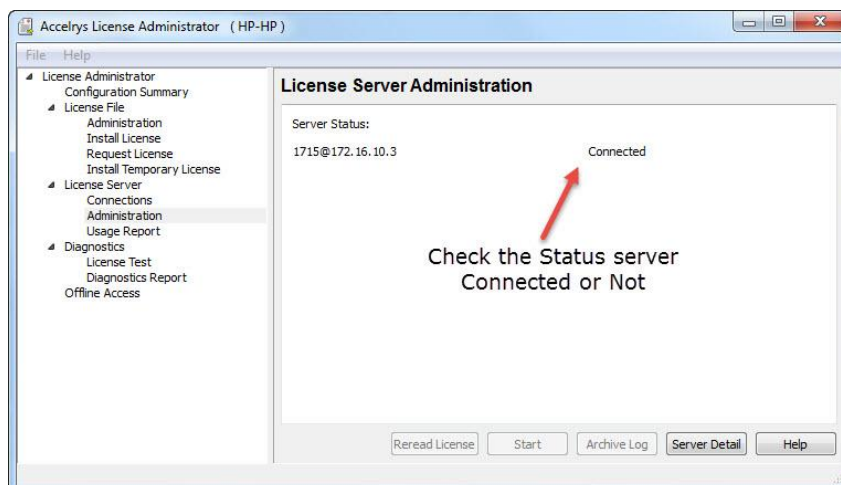 Accelrys License Administrator ( HP-HP )
File Help
License Administrator
Configuration Summary
License File
Administration
Install License
Request License
Install Temporary License
License Server
Connections
Administration
Usage Report
Diagnostics
License Test
Diagnostics Report
Offline Access
License Server Administration
Server Status:
1715@172.16.10.3 Connected
Check the Status server
Connected or Not
Reread License Start Archive Log Server Detail Help